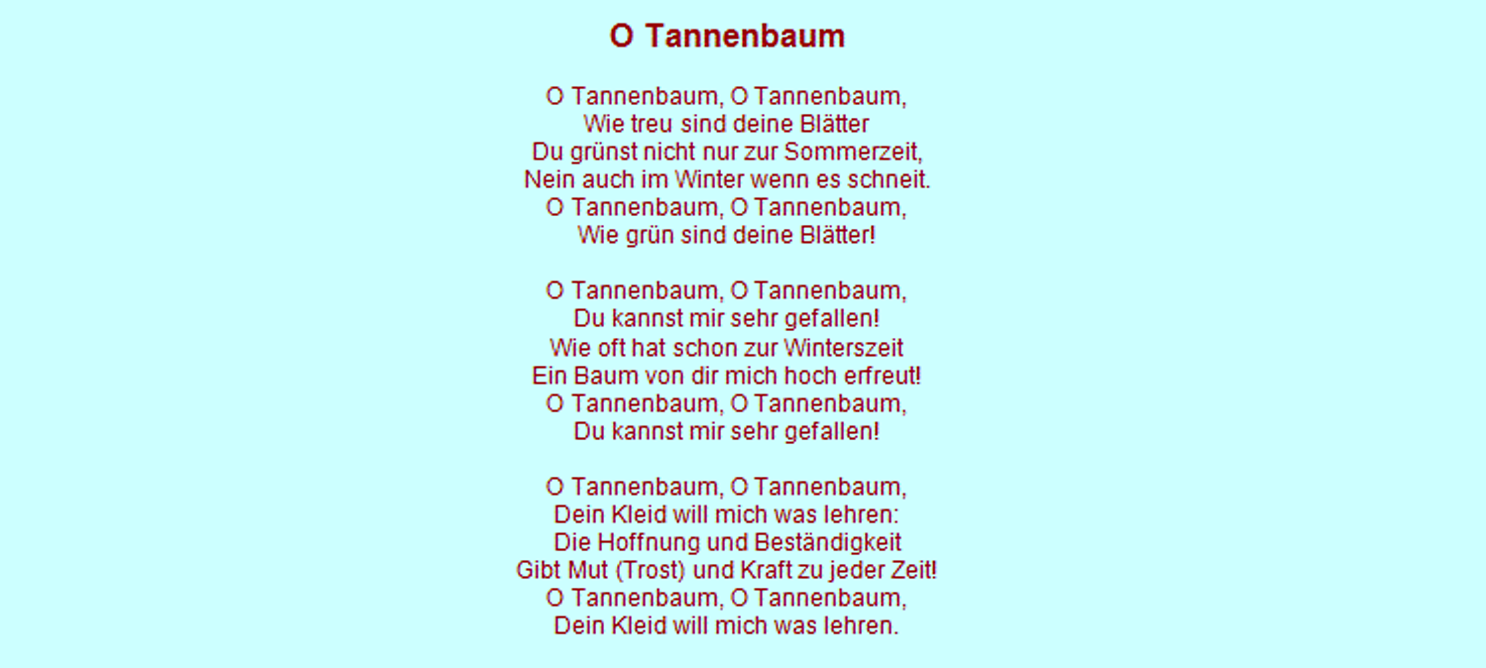 O Tannenbaum
O Tannenbaum, O Tannenbaum,
Wie treu sind deine Blätter
Du grünst nicht nur zur Sommerzeit,
Nein auch im Winter wenn es schneit.
O Tannenbaum, O Tannenbaum,
Wie grün sind deine Blätter!
O Tannenbaum, O Tannenbaum,
Du kannst mir sehr gefallen!
Wie oft hat schon zur Winterszeit
Ein Baum von dir mich hoch erfreut!
O Tannenbaum, O Tannenbaum,
Du kannst mir sehr gefallen!
O Tannenbaum, O Tannenbaum,
Dein Kleid will mich was lehren:
Die Hoffnung und Beständigkeit
Gibt Mut (Trost) und Kraft zu jeder Zeit!
O Tannenbaum, O Tannenbaum,
Dein Kleid will mich was lehren.